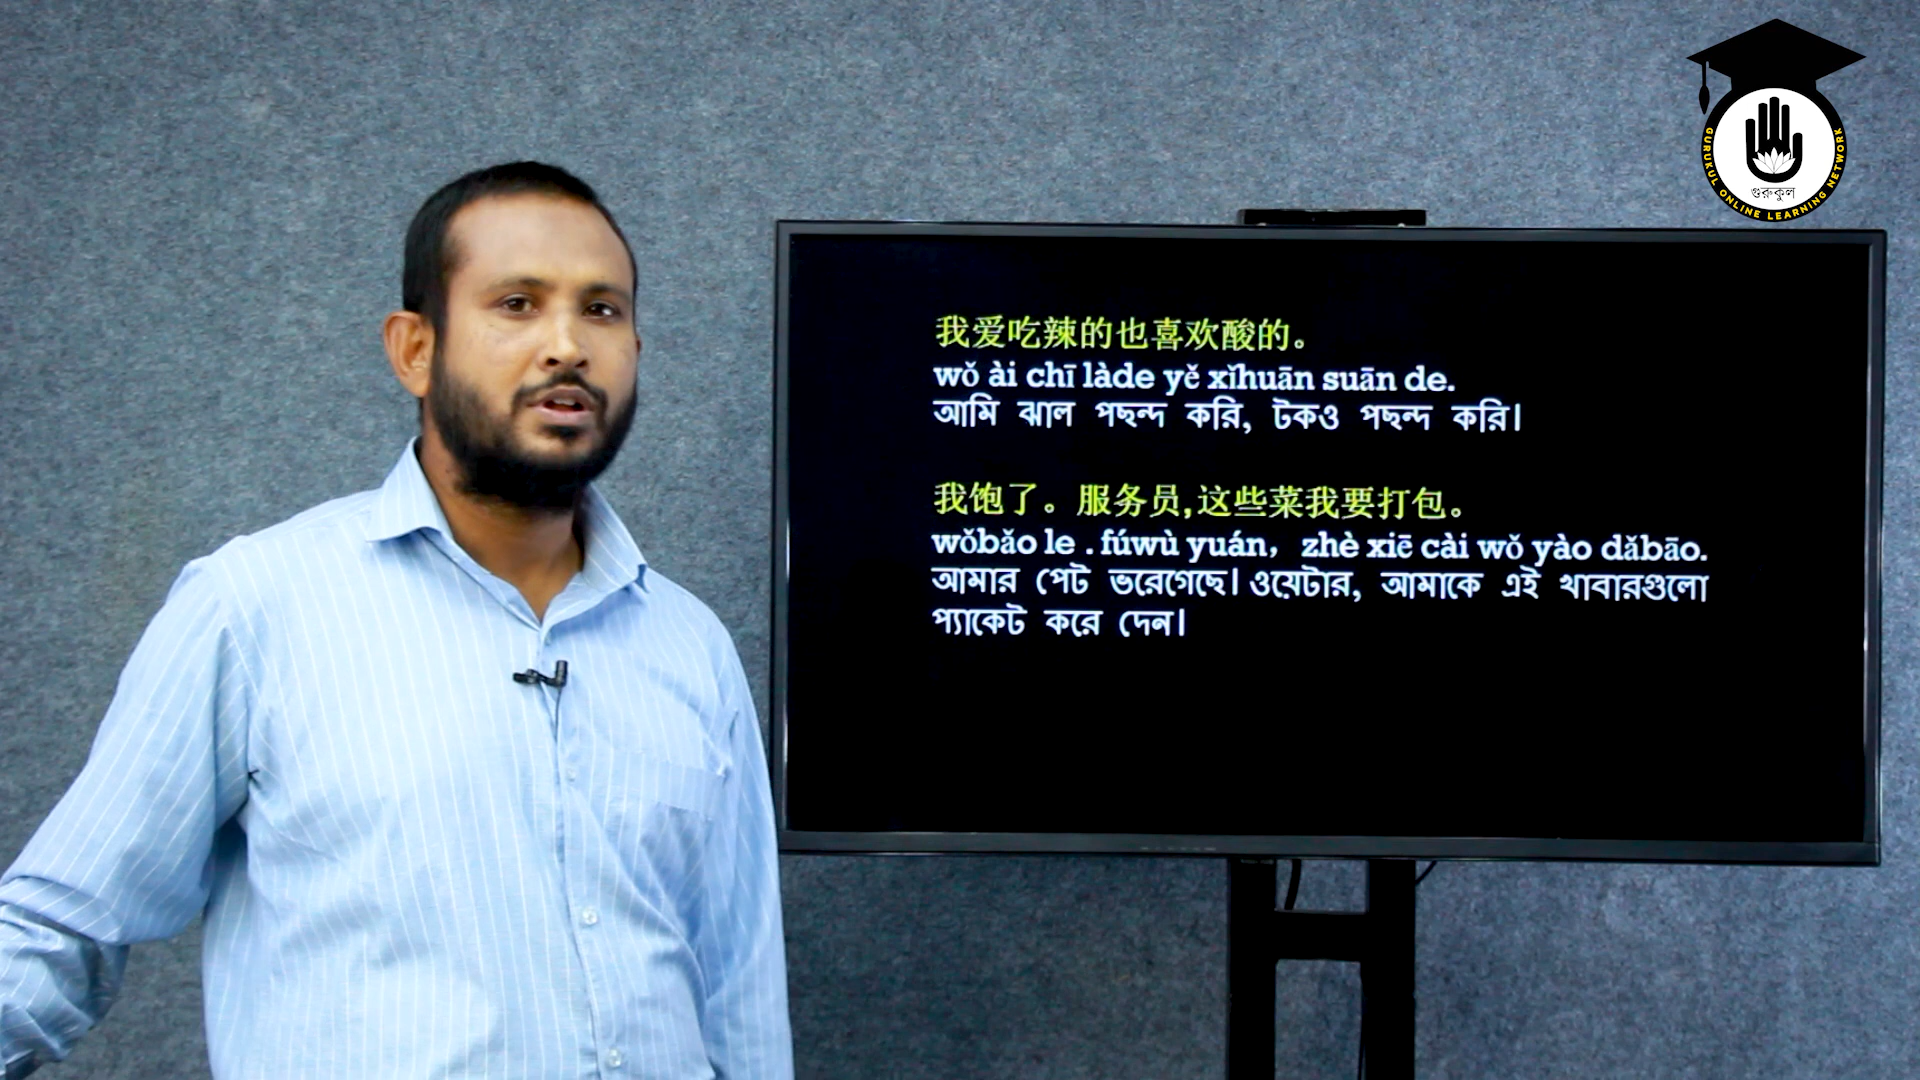 GURUKUL ONLINE LEARNING NETWORK
গুরুকুল
我爱吃辣的也喜欢酸的。
wǒ ài chī làde yě xǐhuān suān de.
আমি ঝাল পছন্দ করি, টকও পছন্দ করি।
我饱了。服务员,这些菜我要打包。
wǒbǎo le . fúwù yuán，zhè xiē cài wǒ yào dǎbāo.
আমার পেট ভরেগেছে। ওয়েটার, আমাকে এই খাবারগুলো
প্যাকেট করে দেন।